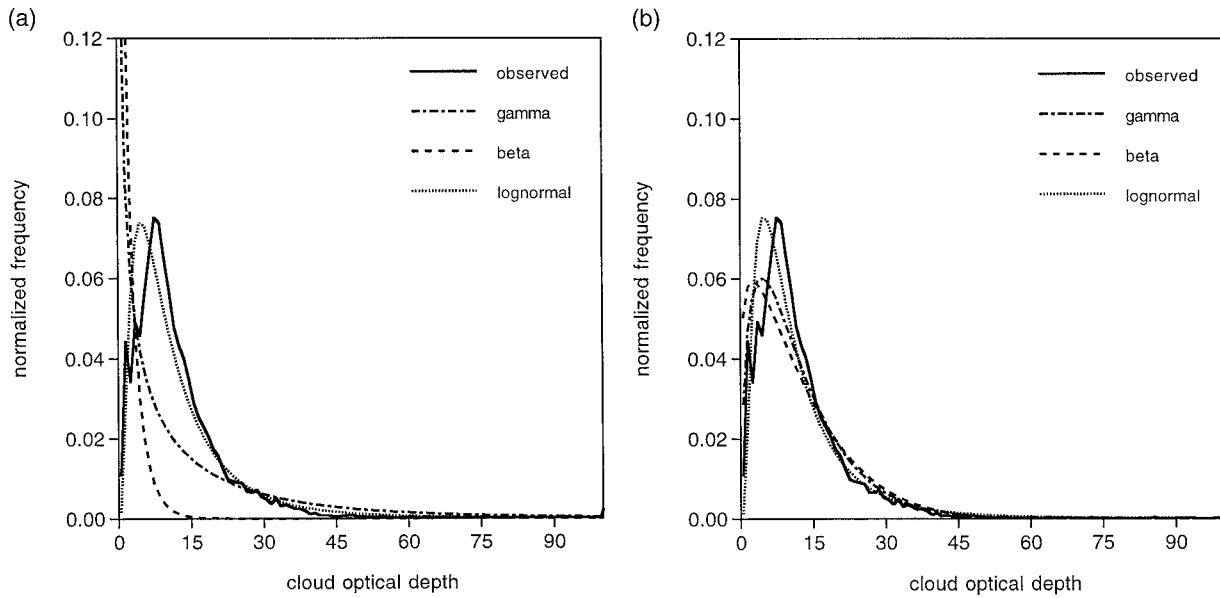 (a)
0.12
0.10
0.08
0.06
0.04
0.02
0.00
normalized frequency
observed
gamma
beta
lognormal
0 15 30 45 60 75 90
cloud optical depth
(b)
0.12
0.10
0.08
0.06
0.04
0.02
0.00
normalized frequency
observed
gamma
beta
lognormal
0 15 30 45 60 75 90
cloud optical depth